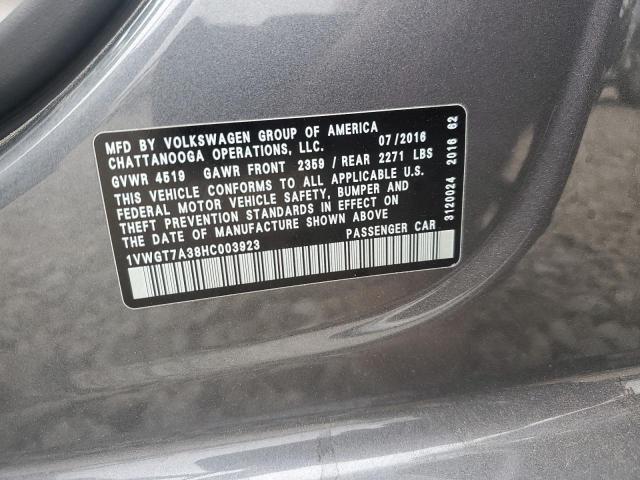 MFD BY VOLKSWAGEN GROUP OF AMERICA
CHATTANOOGA OPERATIONS, LLC. 07/2016
GVWR 4519 GAWR FRONT 2359 / REAR 2271 LBS
THIS VEHICLE CONFORMS TO ALL APPLICABLE U.S.
FEDERAL MOTOR VEHICLE SAFETY, BUMPER AND
THEFT PREVENTION STANDARDS IN EFFECT ON
THE DATE OF MANUFACTURE SHOWN ABOVE
1VWGT7A38HC003923 PASSENGER CAR
3120024 2016 62